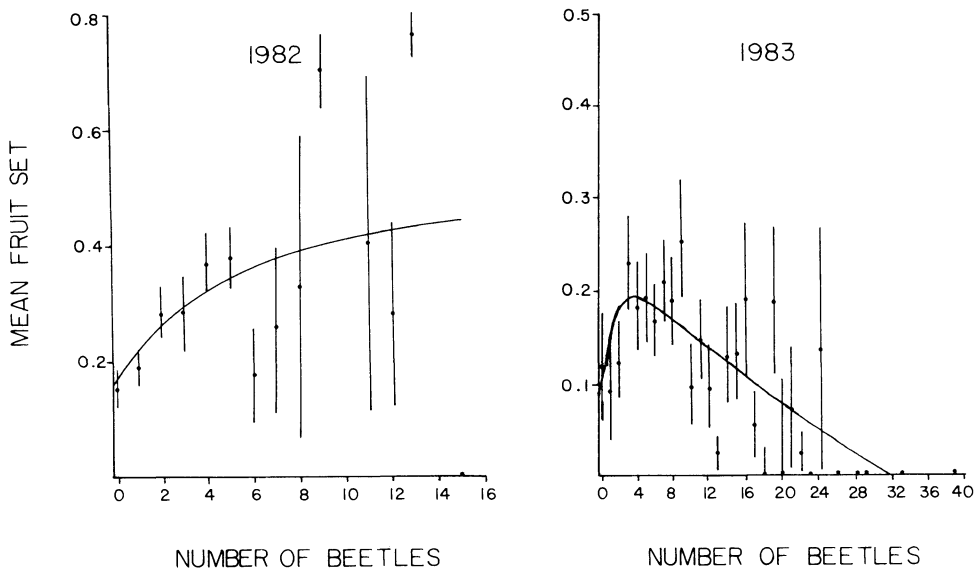 MEAN FRUIT SET
1982
0.8
0.6
0.4
0.2
0 2 4 6 8 10 12 14 16
NUMBER OF BEETLES
1983
0.5
0.4
0.3
0.2
0.1
0 4 8 12 16 20 24 28 32 36 40
NUMBER OF BEETLES